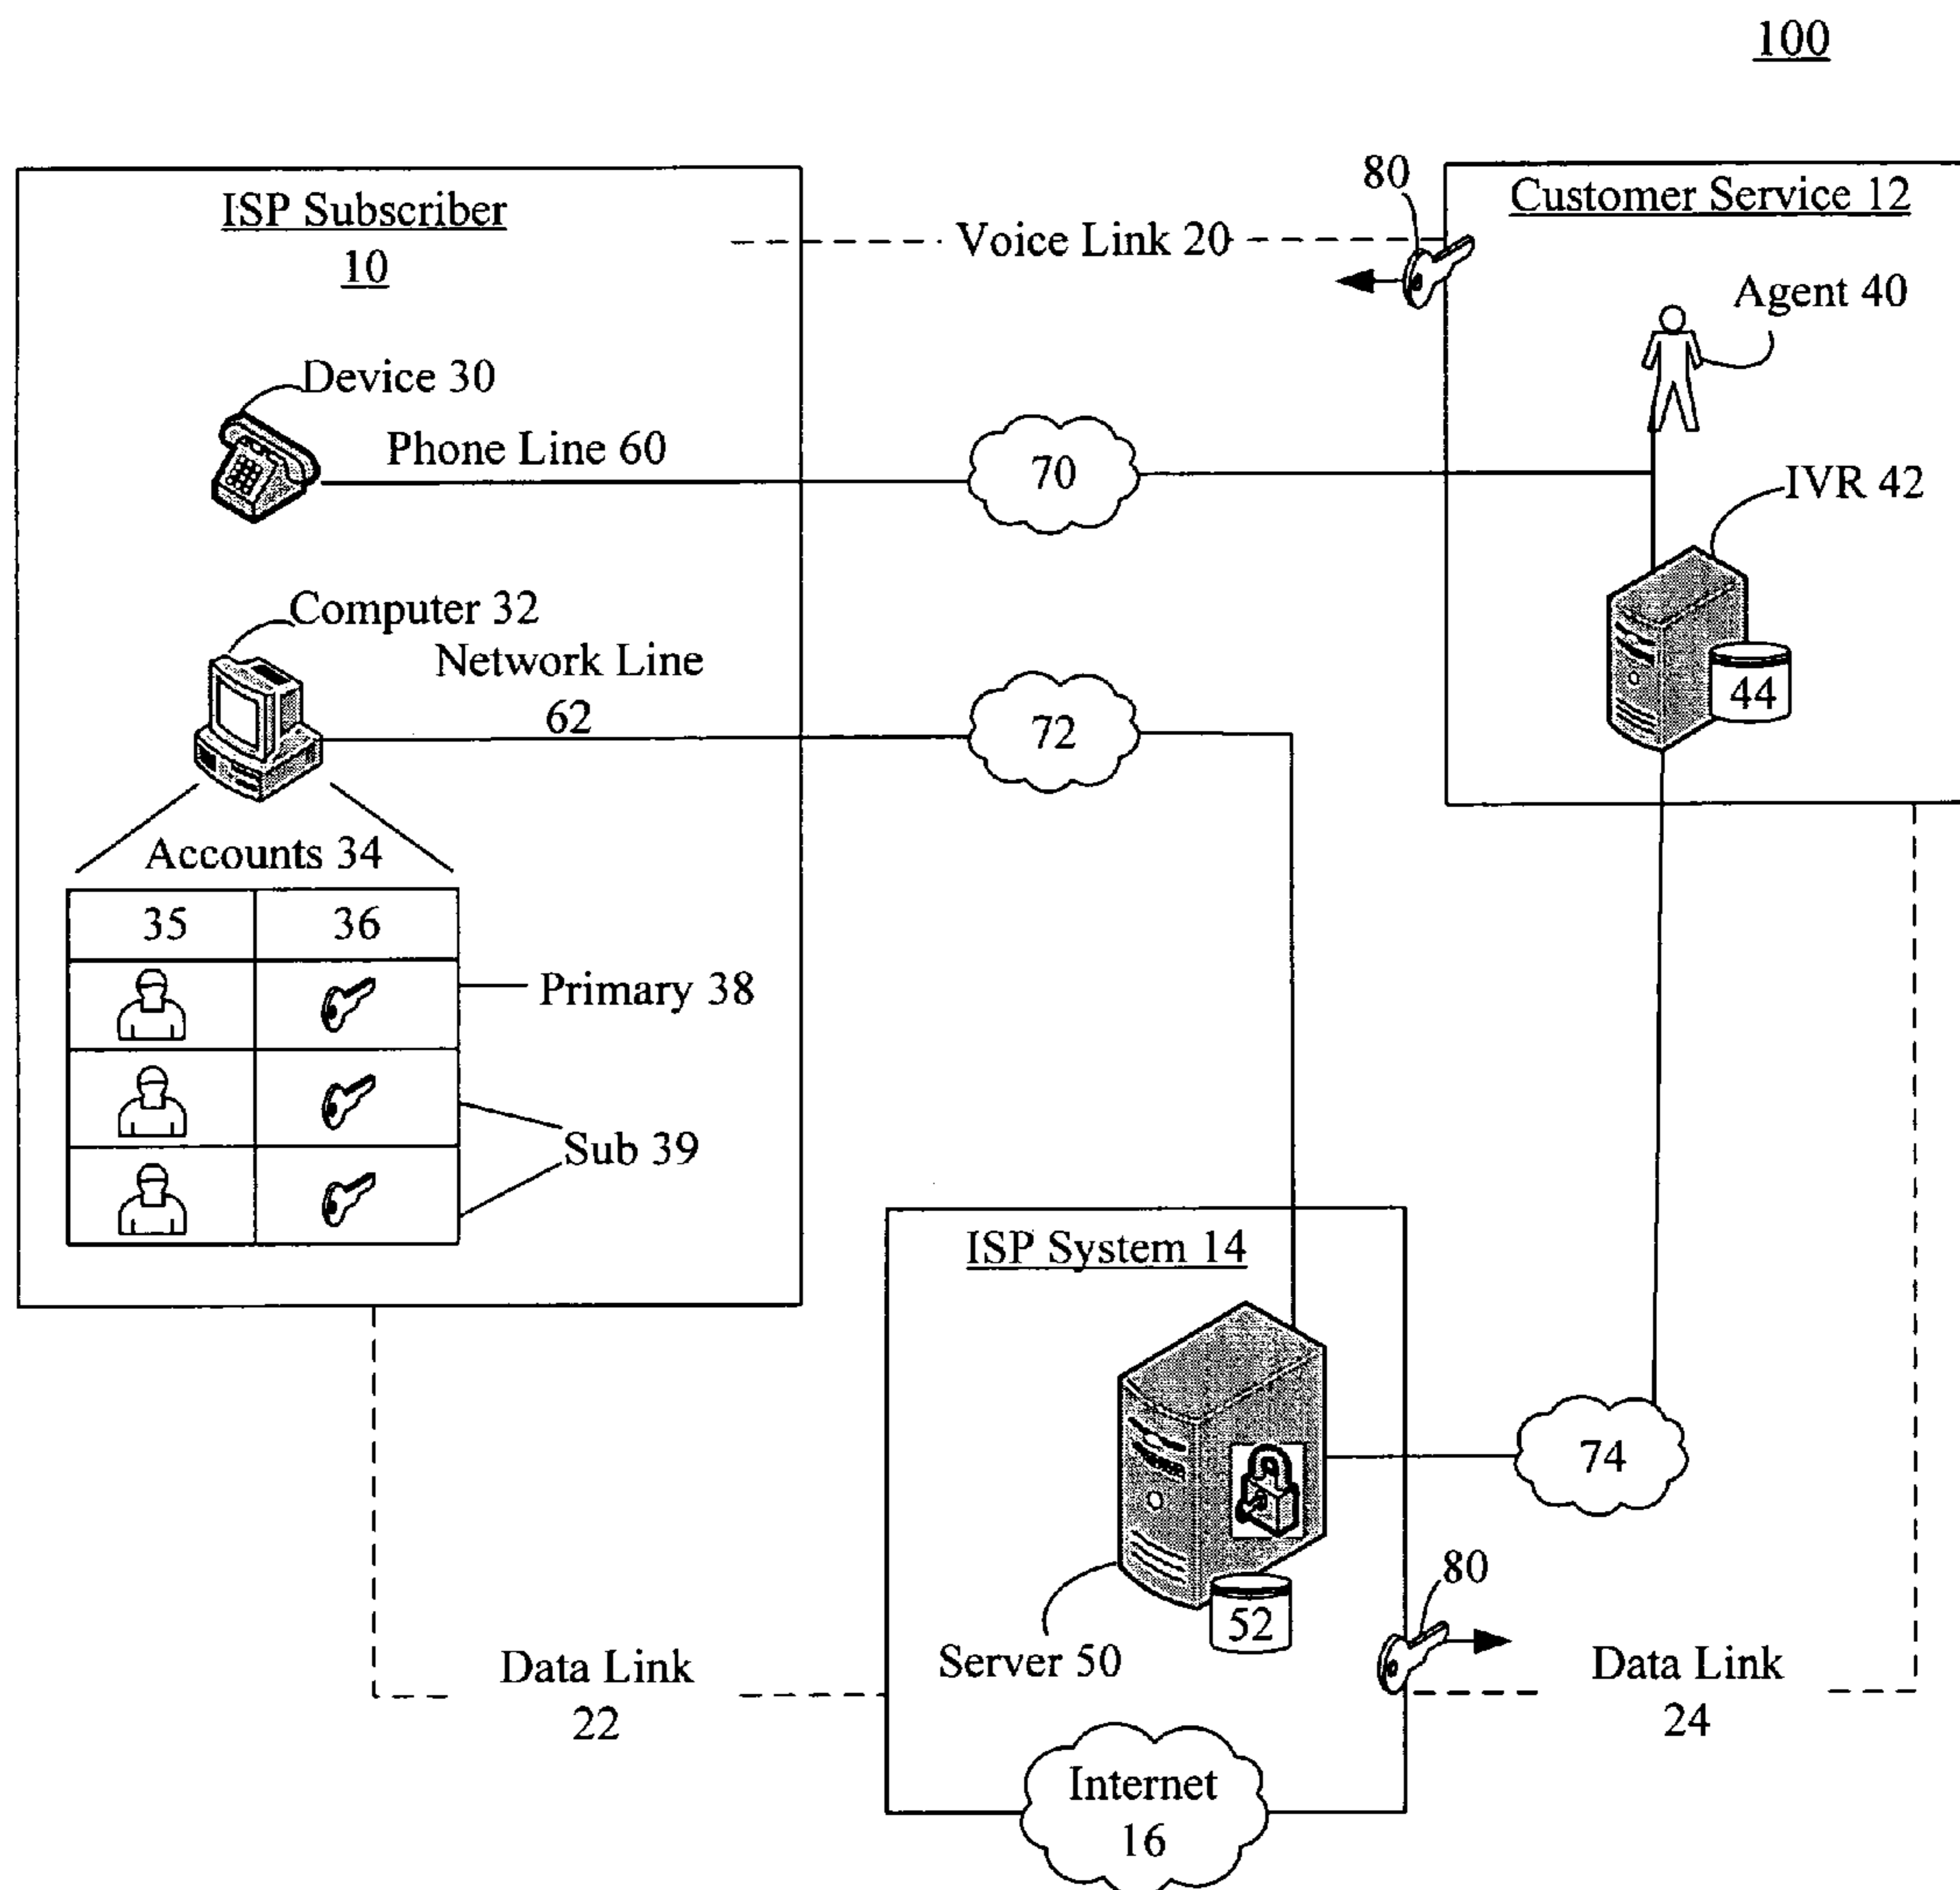 100
ISP Subscriber
10
Voice Link 20
80
Customer Service 12
Agent 40
Device 30
Phone Line 60
70
IVR 42
44
Computer 32
Network Line
62
72
Accounts 34
35 36
Primary 38
Sub 39
ISP System 14
74
80
52
Server 50
Data Link
22
Data Link
24
Internet
16